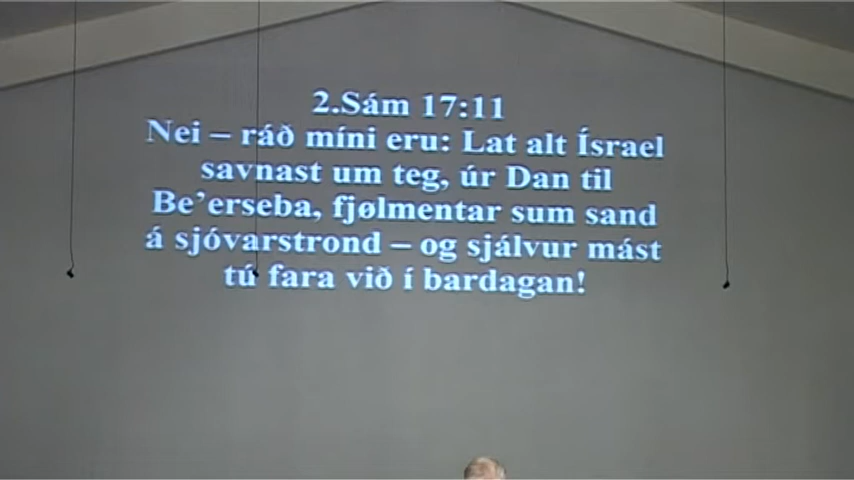 2.Sám 17:11
Nei – ráð míni eru: Lat alt Ísrael
savnast um teg, úr Dan til
Be’erseba, fjølmentar sum sand
á sjóvarstrond – og sjálvur mást
tú fara við í bardagan!